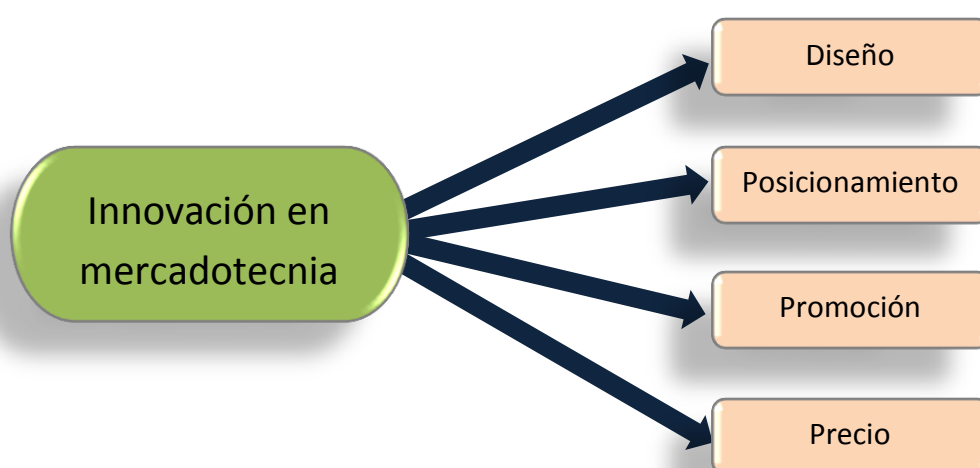 Innovación en
mercadotecnia
Diseño
Posicionamiento
Promoción
Precio